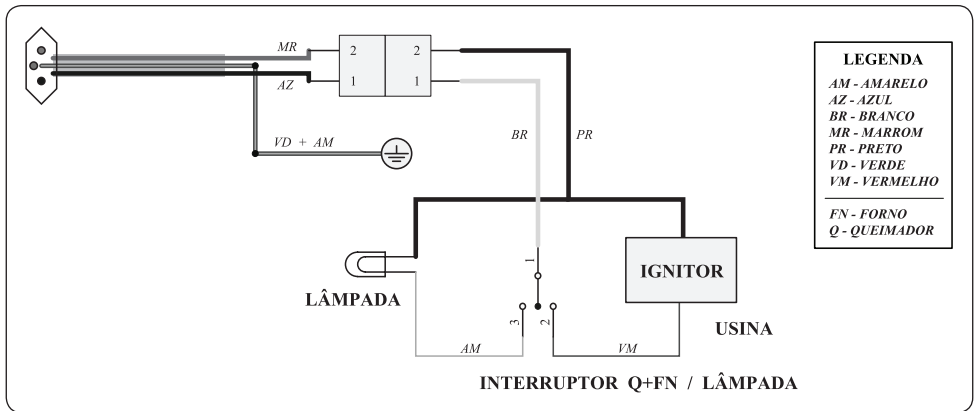 MR
2
2
1
1
AZ
VD + AM
BR
PR
LEGENDA
AM - AMARELO
AZ - AZUL
BR - BRANCO
MR - MARROM
PR - PRETO
VD - VERDE
VM - VERMELHO
FN - FORNO
Q - QUEIMADOR
1
IGNITOR
LÂMPADA
3
2
USINA
AM
VM
INTERRUPTOR Q+FN / LÂMPADA